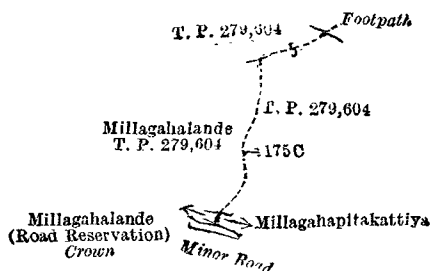 Footpath
T. P. 279,604
T. P. 279,604
Millagahalande
T. P. 279,604
175C
Millagahalande
(Road Reservation)
Crown
Millagahapitakattiya
Minor Road